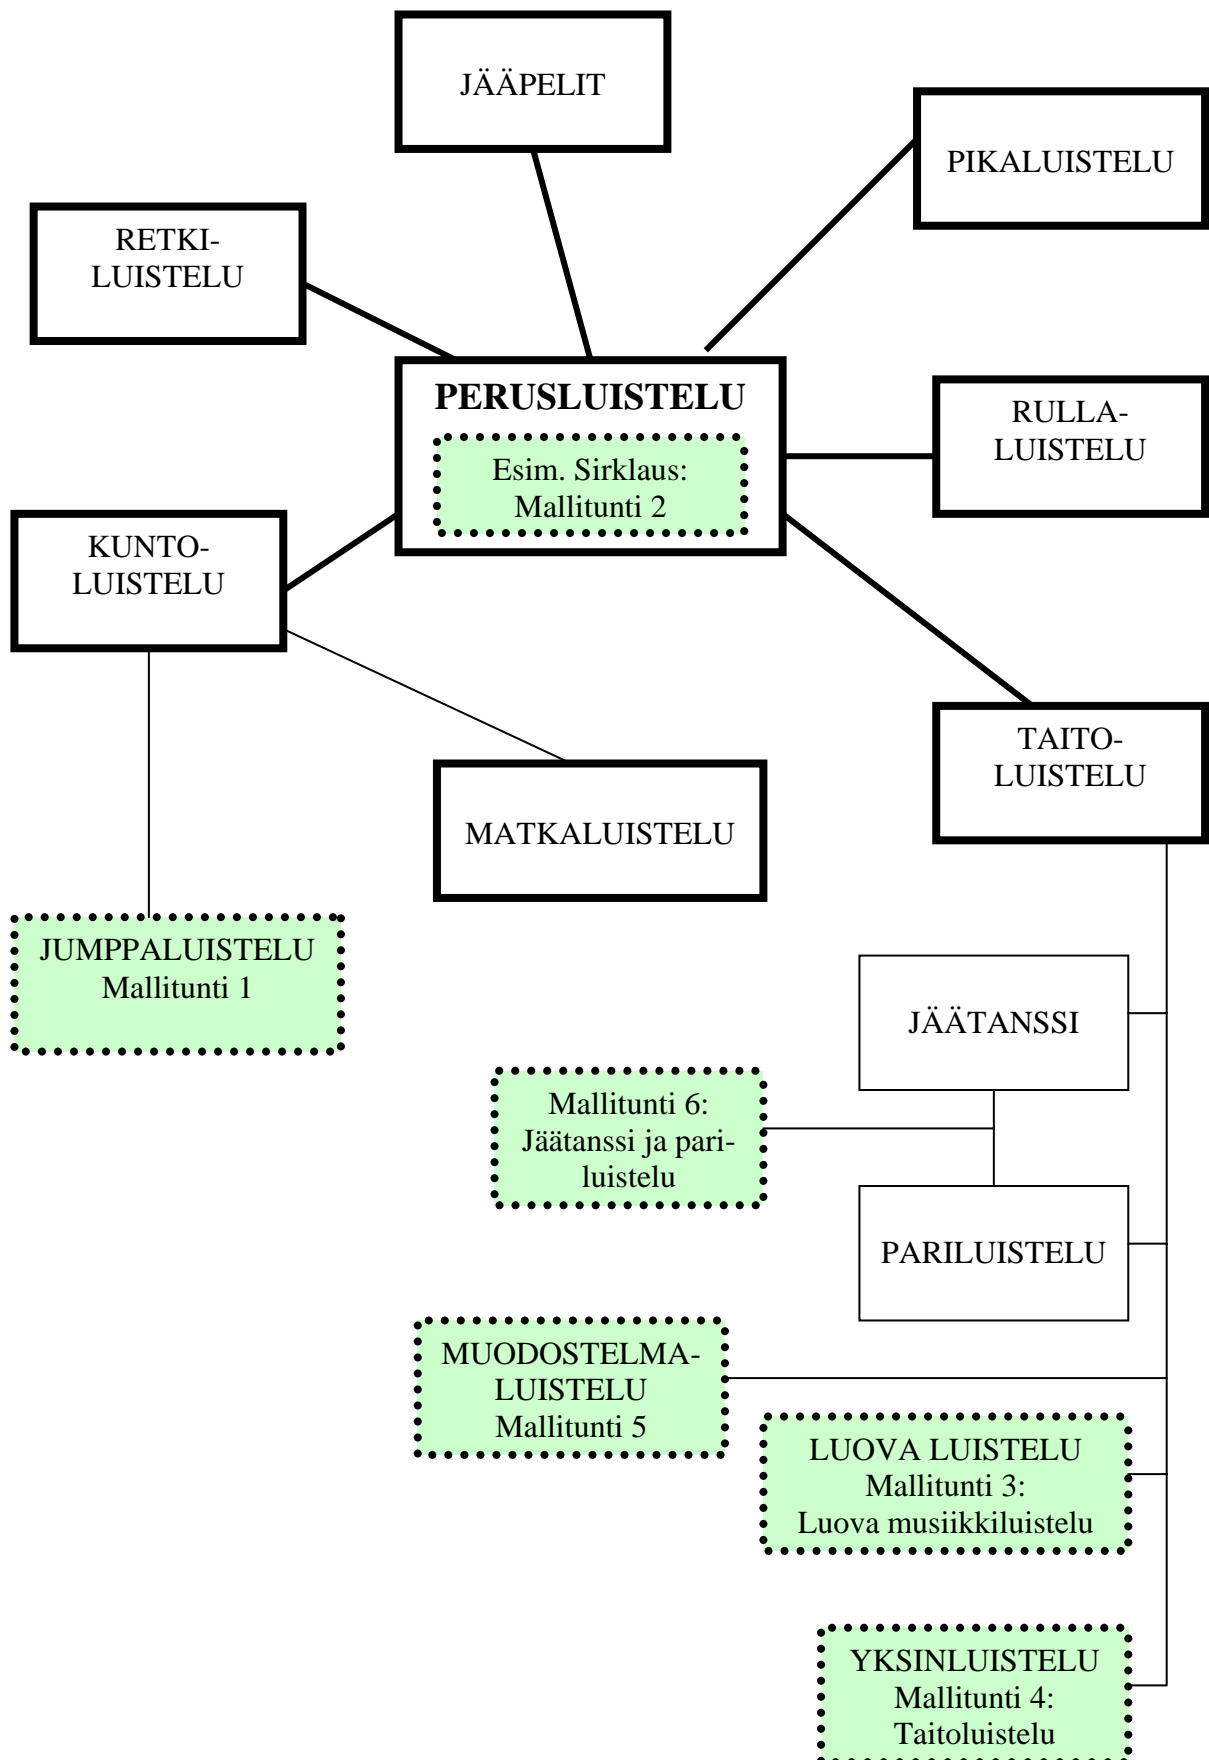 JÄÄPELIT
PIKALUISTELU
RETKI-
LUISTELU
PERUSLUISTELU
Esim. Sirklaus:
Mallitunti 2
RULLA-
LUISTELU
KUNTO-
LUISTELU
TAITO-
LUISTELU
MATKALUISTELU
JUMPPALUISTELU
Mallitunti 1
JÄÄTANSSI
Mallitunti 6:
Jäätanssi ja pari-
luistelu
PARILUISTELU
MUODOSTELMA-
LUISTELU
Mallitunti 5
LUOVA LUISTELU
Mallitunti 3:
Luova musiikkiluistelu
YKSINLUISTELU
Mallitunti 4:
Taitoluistelu